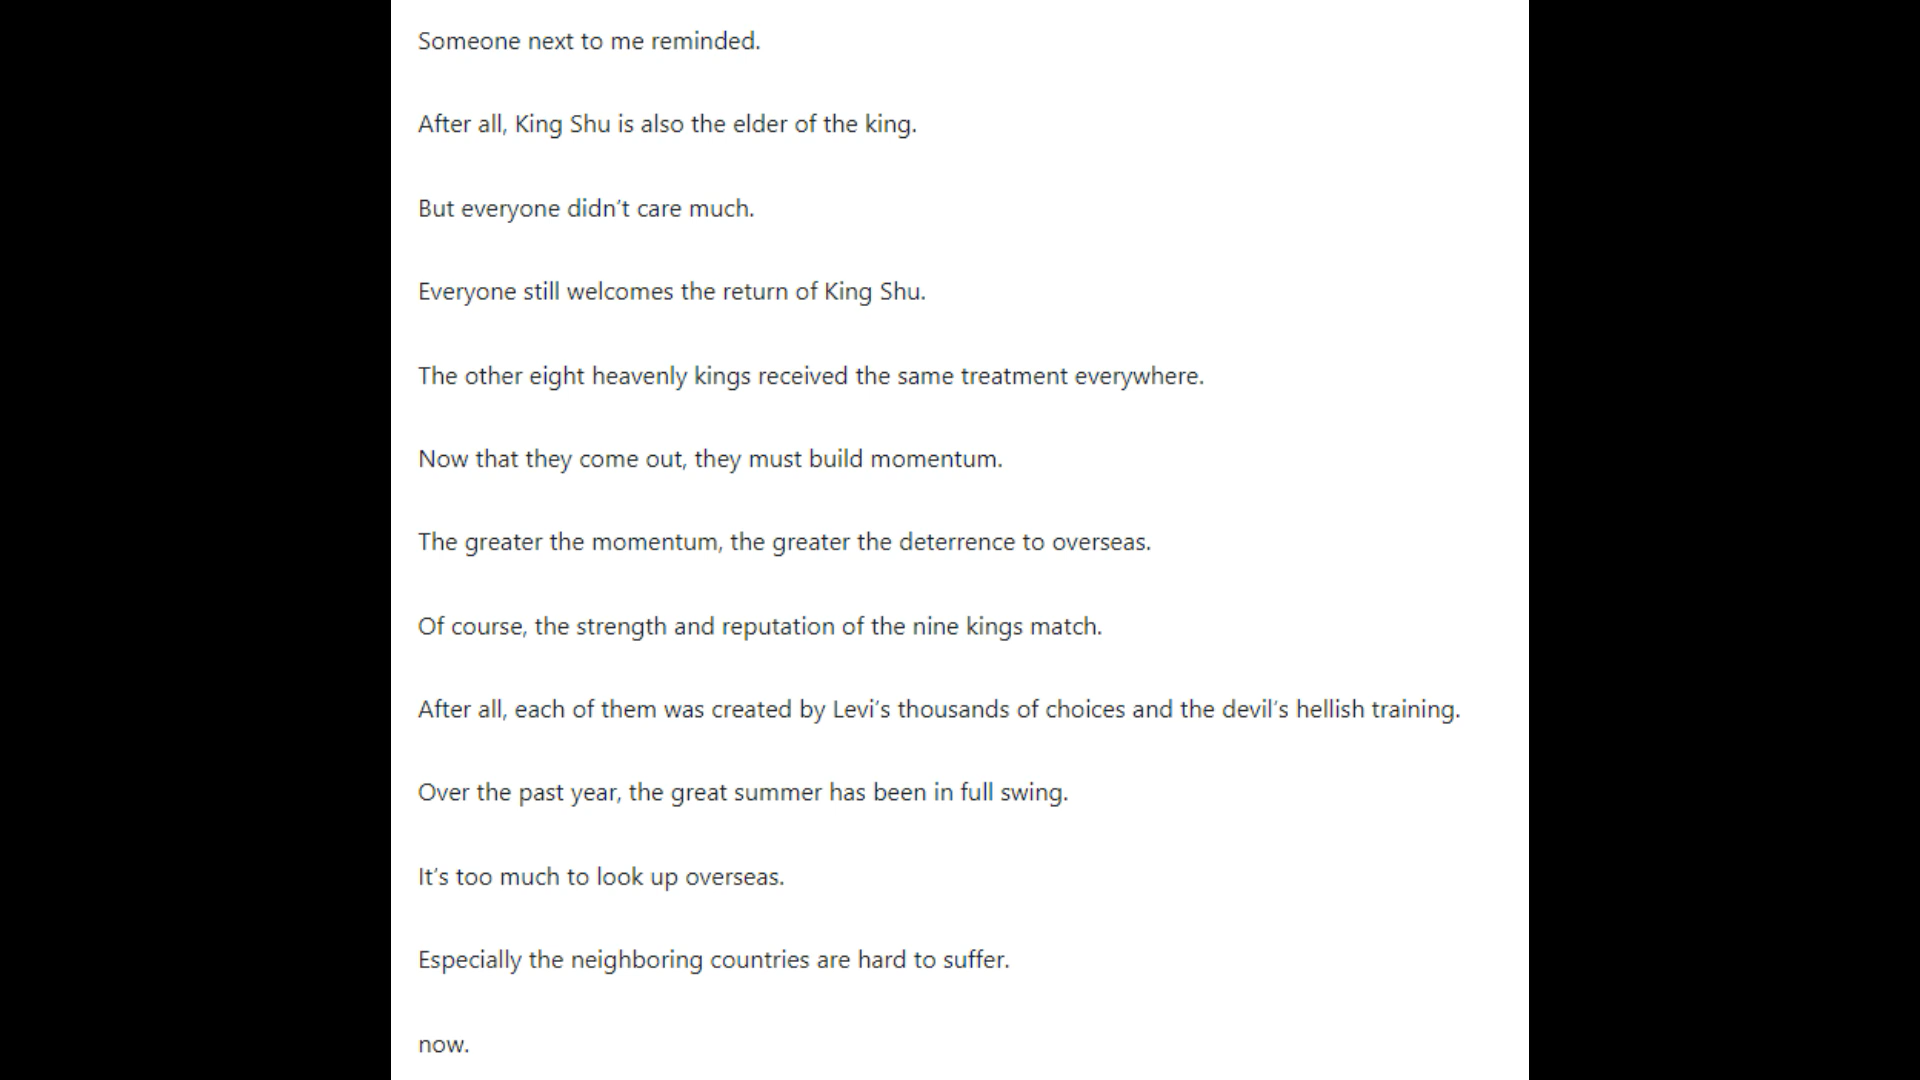 Someone next to me reminded.
After all, King Shu is also the elder of the king.
But everyone didn’t care much.
Everyone still welcomes the return of King Shu.
The other eight heavenly kings received the same treatment everywhere.
Now that they come out, they must build momentum.
The greater the momentum, the greater the deterrence to overseas.
Of course, the strength and reputation of the nine kings match.
After all, each of them was created by Levi’s thousands of choices and the devil’s hellish training.
Over the past year, the great summer has been in full swing.
It’s too much to look up overseas.
Especially the neighboring countries are hard to suffer.
now.